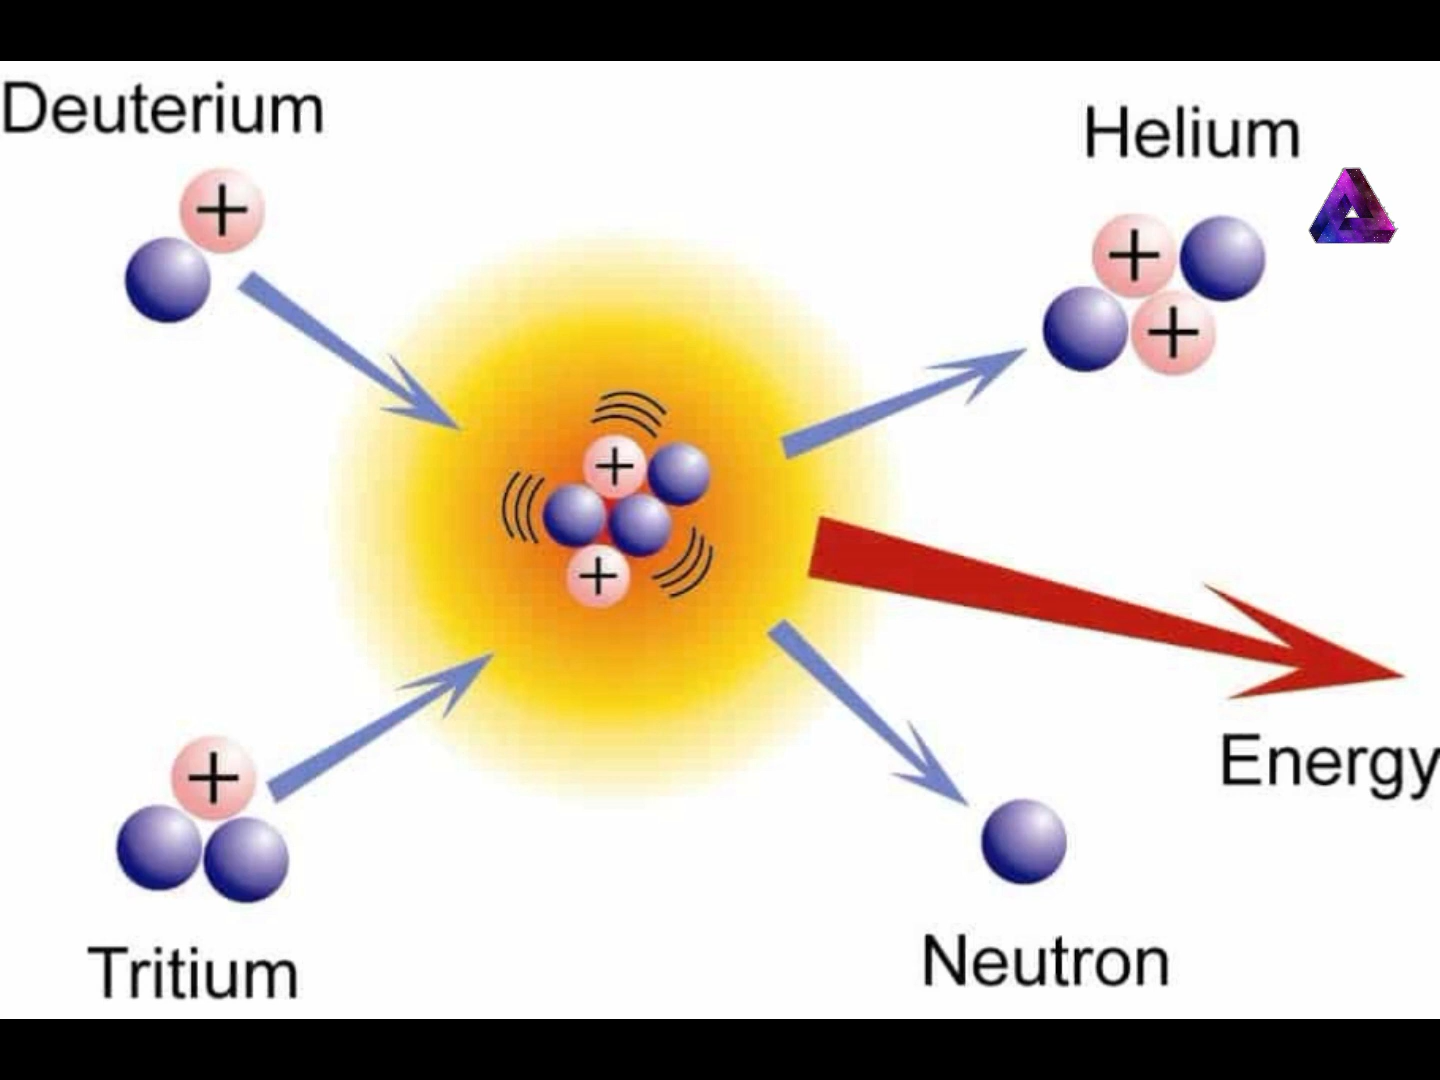 Deuterium
Helium
+
+
+
+
+
+
Energy
Tritium
Neutron